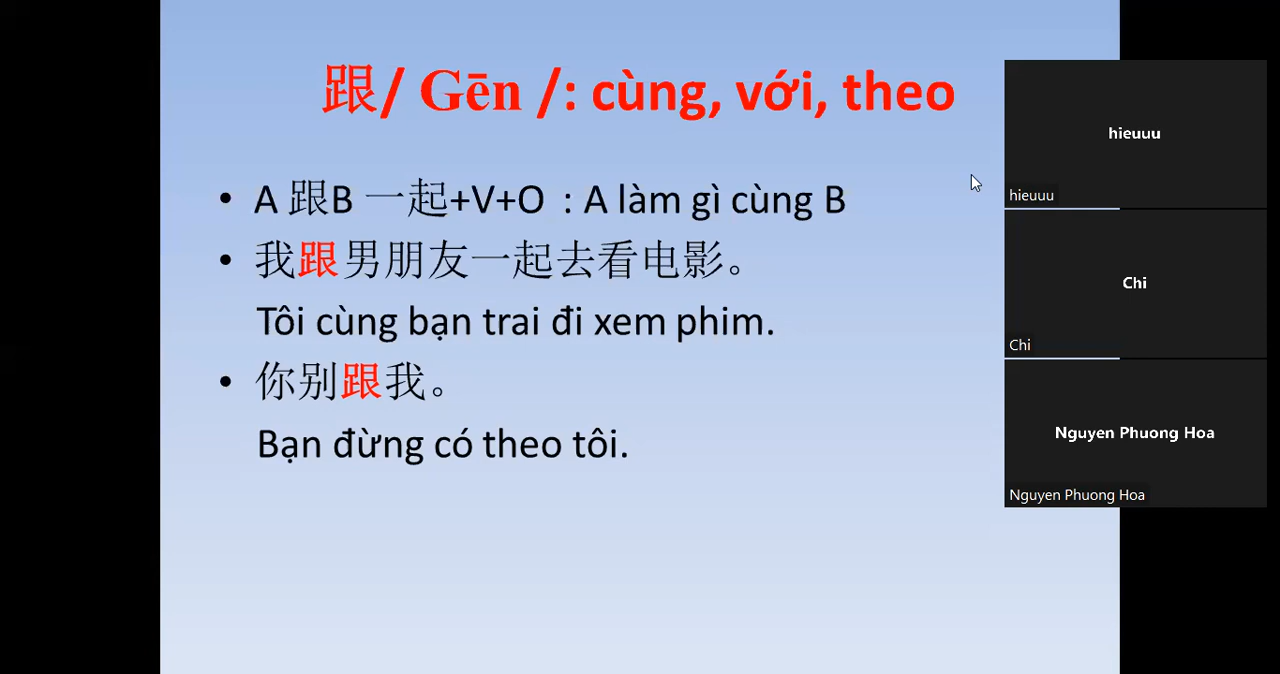 跟/ Gēn /: cùng, với, theo
• A 跟B 一起+V+O : A làm gì cùng B
• 我跟男朋友一起去看电影。
Tôi cùng bạn trai đi xem phim.
• 你别跟我。
Bạn đừng có theo tôi.
hieuuu
hieuuu
Chi
Chi
Nguyen Phuong Hoa
Nguyen Phuong Hoa